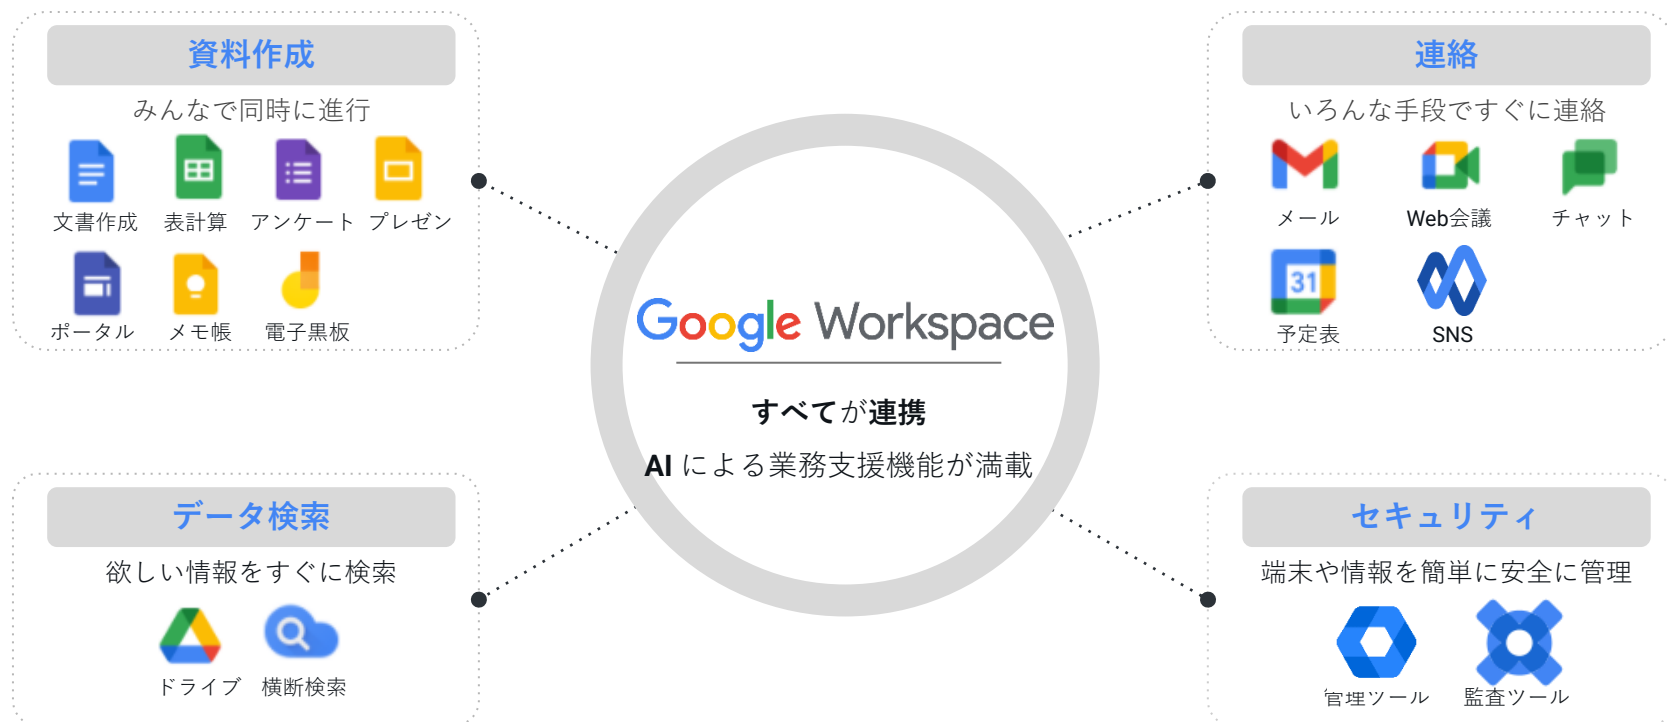 資料作成
みんなで同時に進行
文書作成 表計算 アンケート プレゼン
ポータル メモ帳 電子黒板
連絡
いろんな手段ですぐに連絡
メール Web会議 チャット
31
予定表 SNS
Google Workspace
すべてが連携
AI による業務支援機能が満載
データ検索
欲しい情報をすぐに検索
ドライブ 横断検索
セキュリティ
端末や情報を簡単に安全に管理
管理ツール 監査ツール